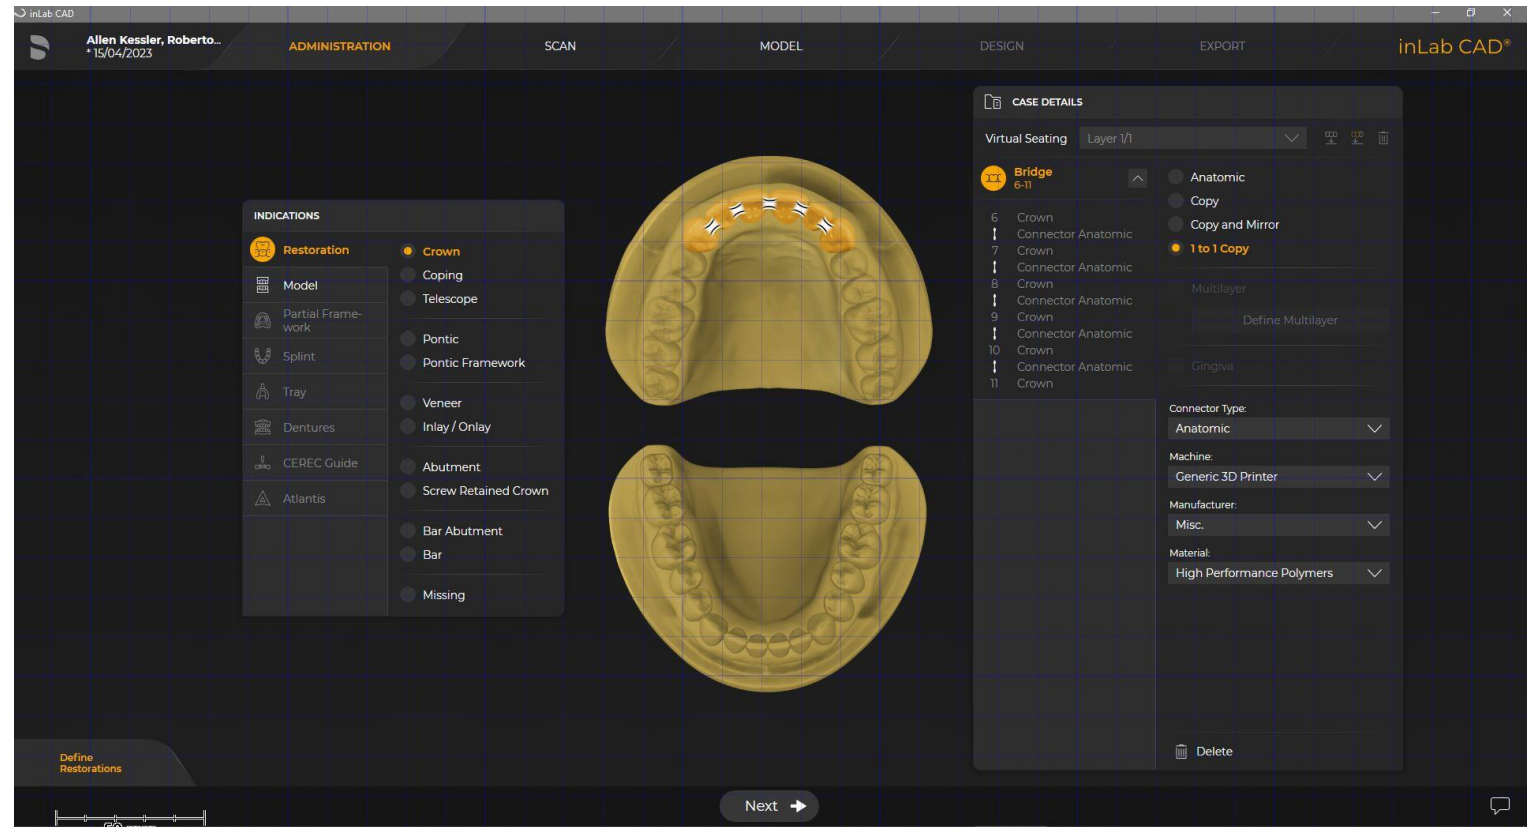 inLab CAD
Allen Kessler, Roberto...
* 15/04/2023
ADMINISTRATION
SCAN
MODEL
DESIGN
EXPORT
inLab CAD®
INDICATIONS
Restoration
Model
Partial Frame-
work
Splint
Tray
Dentures
CEREC Guide
Atlantis
Crown
Coping
Telescope
Pontic
Pontic Framework
Veneer
Inlay / Onlay
Abutment
Screw Retained Crown
Bar Abutment
Bar
Missing
CASE DETAILS
Virtual Seating Layer 1/1
Bridge
6-11
6 Crown
Connector Anatomic
7 Crown
Connector Anatomic
8 Crown
Connector Anatomic
9 Crown
Connector Anatomic
10 Crown
Connector Anatomic
11 Crown
Anatomic
Copy
Copy and Mirror
1 to 1 Copy
Multilayer
Define Multilayer
Gingiva
Connector Type:
Anatomic
Machine:
Generic 3D Printer
Manufacturer:
Misc.
Material:
High Performance Polymers
Delete
Define
Restorations
Next